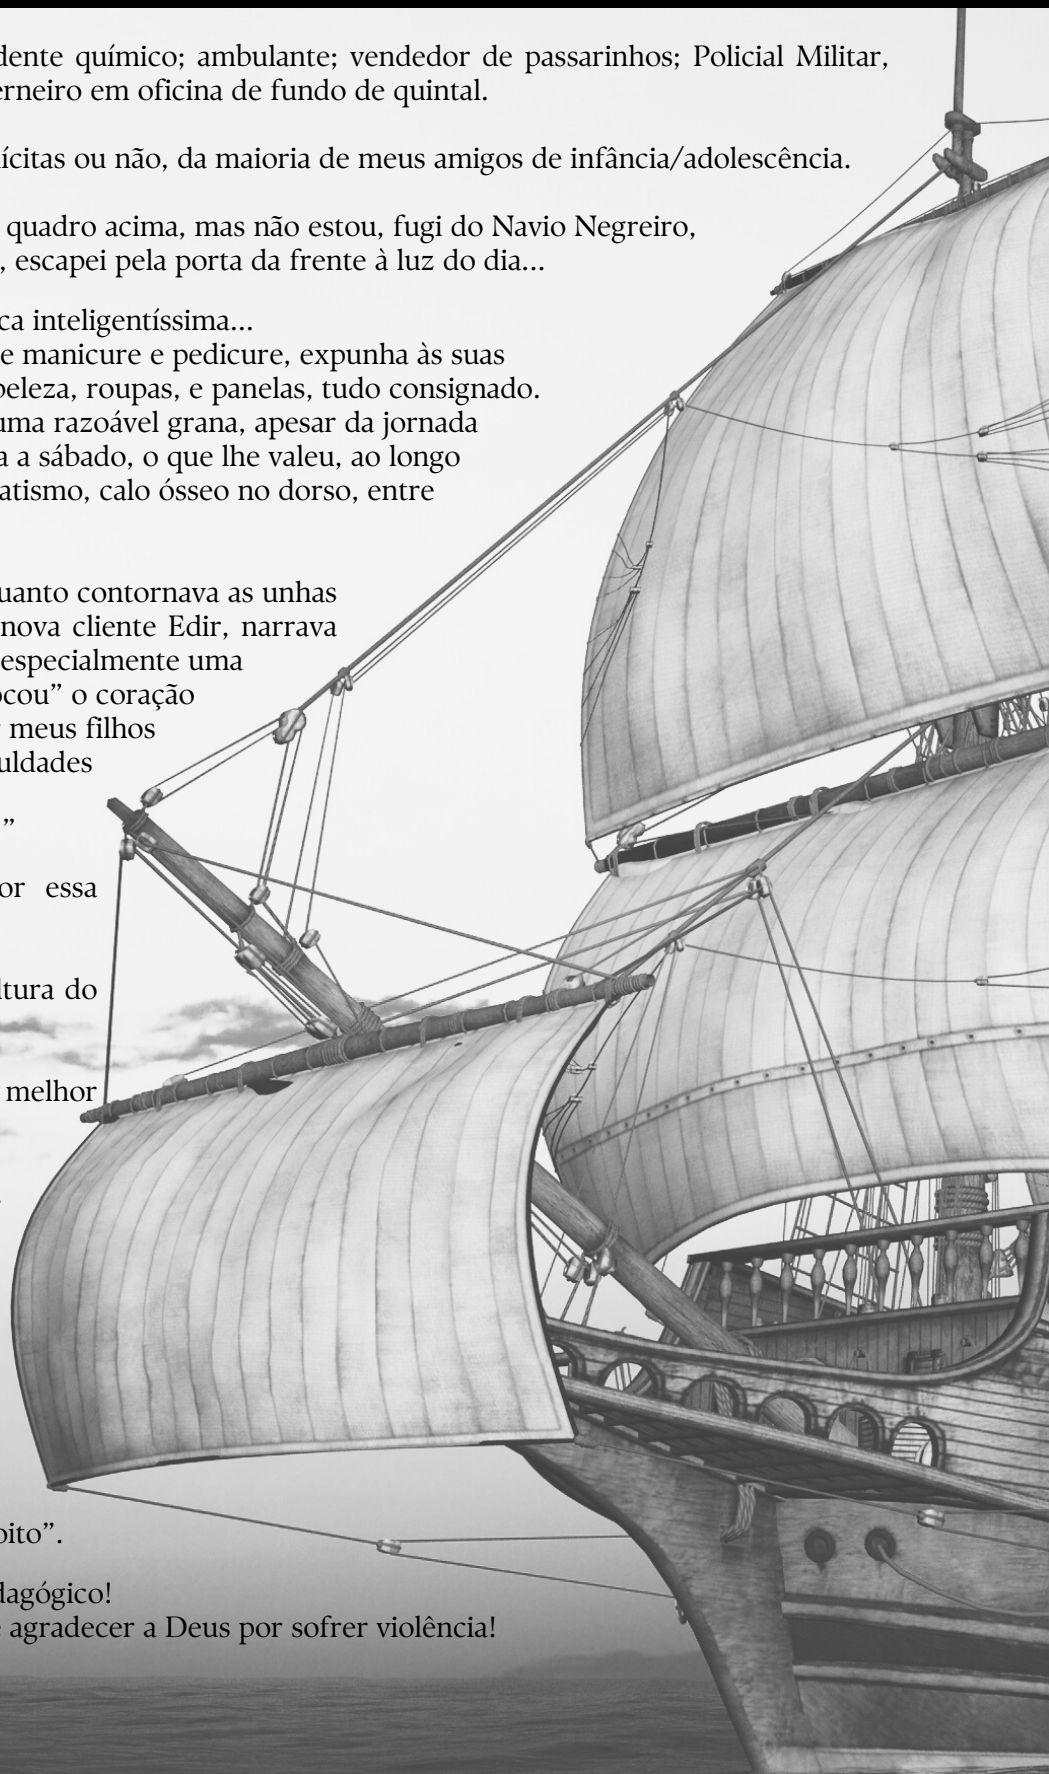 dente químico; ambulante; vendedor de passarinhos; Policial Militar,
erneiro em oficina de fundo de quintal.
ícitas ou não, da maioria de meus amigos de infância/adolescência.
quadro acima, mas não estou, fugi do Navio Negreiro,
, escapei pela porta da frente à luz do dia...
ca inteligentíssima...
e manicure e pedicure, expunha às suas
beleza, roupas, e panelas, tudo consignado.
uma razoável grana, apesar da jornada
a a sábado, o que lhe valeu, ao longo
atismo, calo ósseo no dorso, entre
uanto contornava as unhas
nova cliente Edir, narrava
especialmente uma
ocou” o coração
r meus filhos
uldades
.”
or essa
ltura do
melhor
.
oito”.
dagógico!
e agradecer a Deus por sofrer violência!